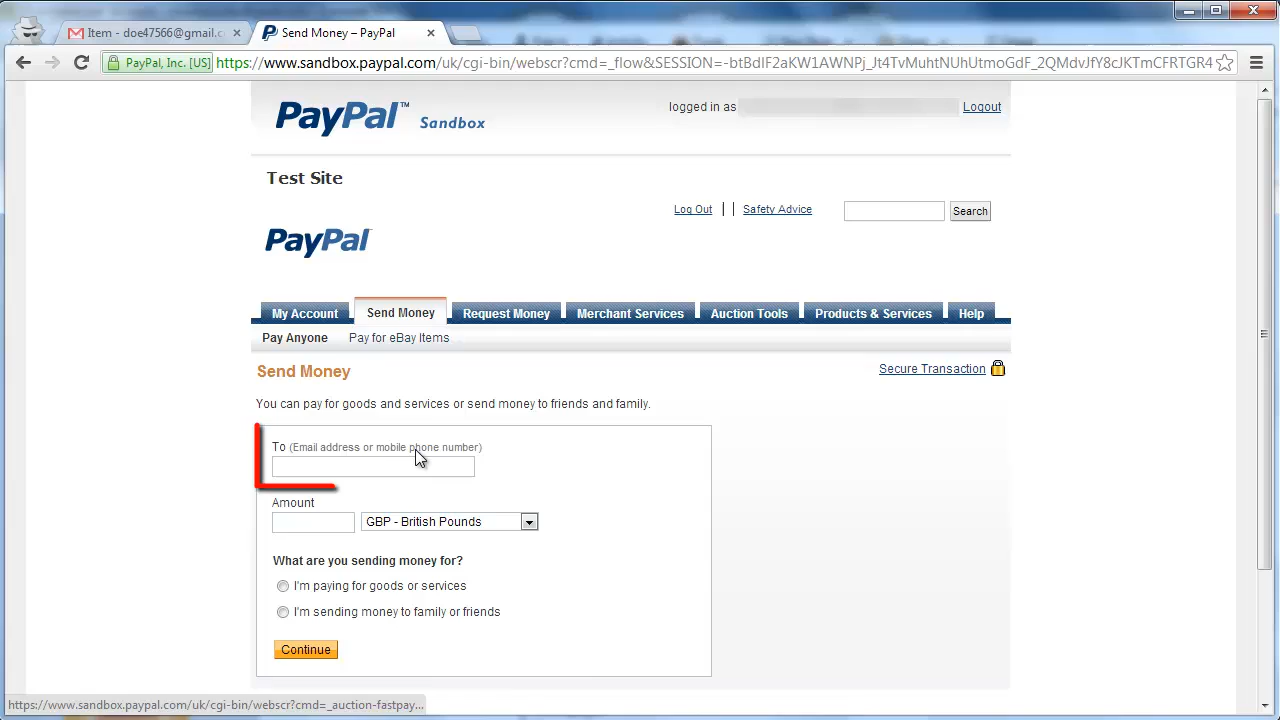 Item - doe47566@gmail.c
Send Money – PayPal
PayPal, Inc. [US]
https://www.sandbox.paypal.com/uk/cgi-bin/webscr?cmd=_flow&SESSION=-btBdIF2aKW1AWNPj_Jt4TvMuhtNUhUtmoGdF_2QMdvJfY8cJKTmCFRTGR4
PayPal™ Sandbox
logged in as
Logout
Test Site
Log Out
Safety Advice
Search
PayPal
My Account
Send Money
Request Money
Merchant Services
Auction Tools
Products & Services
Help
Pay Anyone
Pay for eBay Items
Send Money
Secure Transaction
You can pay for goods and services or send money to friends and family.
To (Email address or mobile phone number)
Amount
GBP - British Pounds
What are you sending money for?
I'm paying for goods or services
I'm sending money to family or friends
Continue
https://www.sandbox.paypal.com/uk/cgi-bin/webscr?cmd=_auction-fastpay...